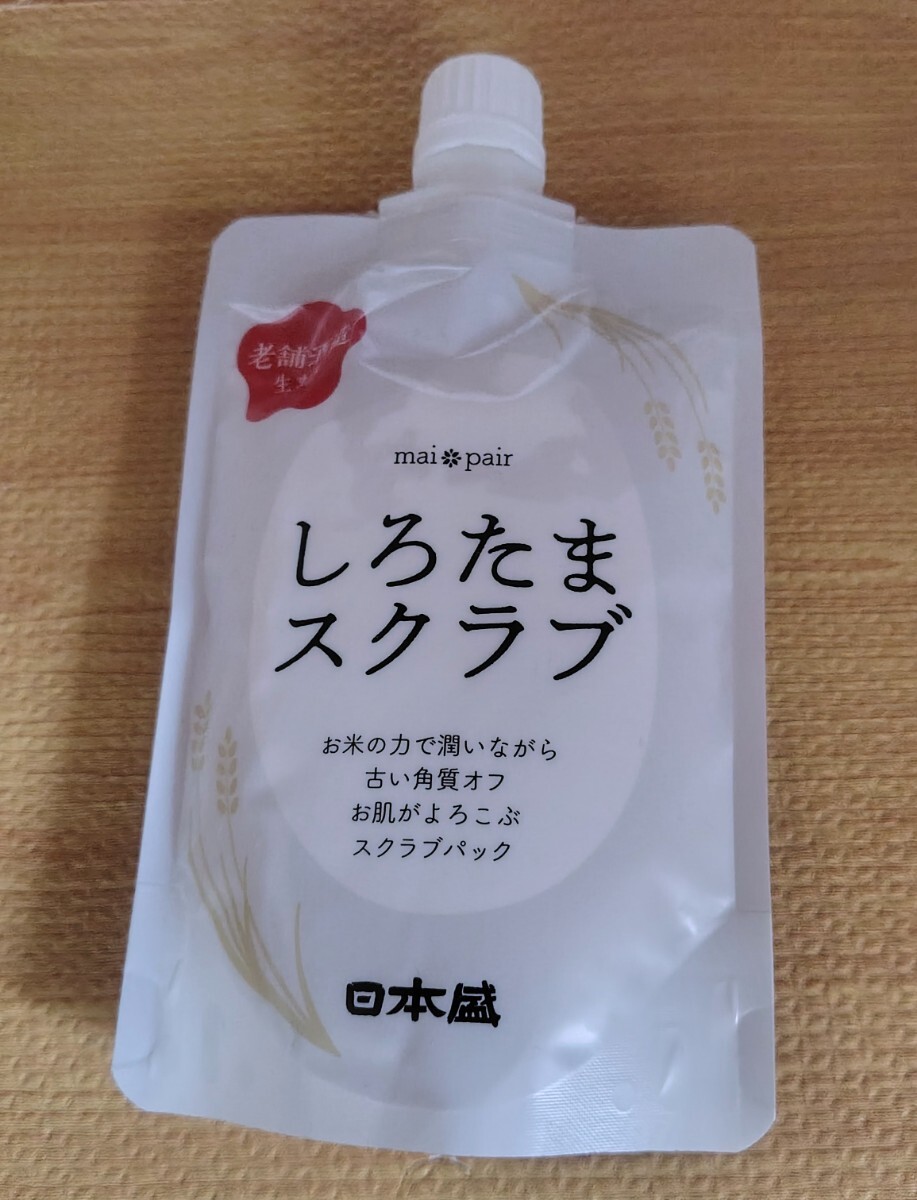 老舗
生
mai pair
しろたま
スクラブ
お米の力で潤いながら
古い角質オフ
お肌がよろこぶ
スクラブパック
日本盛